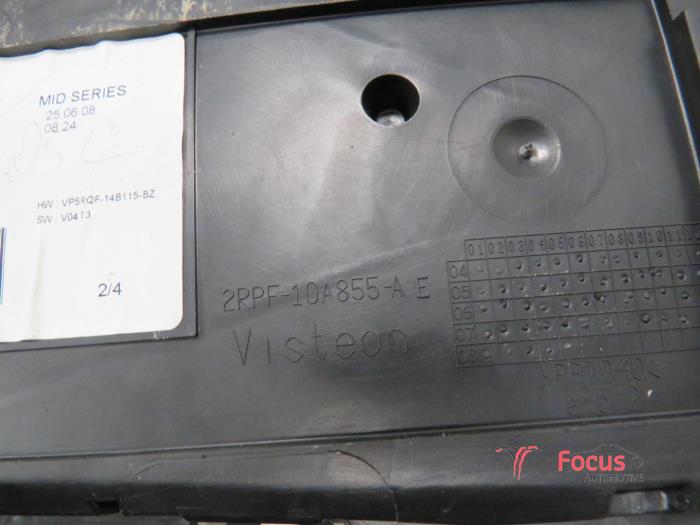 MID SERIES
25 06 08
08 24
HW : VP5RQF-14B115-BZ
SW : V0413
2/4
2RPF-10A855-A E
Visteon
01 02 03 04 05 06 07 08 09 10 11
04
05
06
07
08
Focus
AUTOMOTIVE